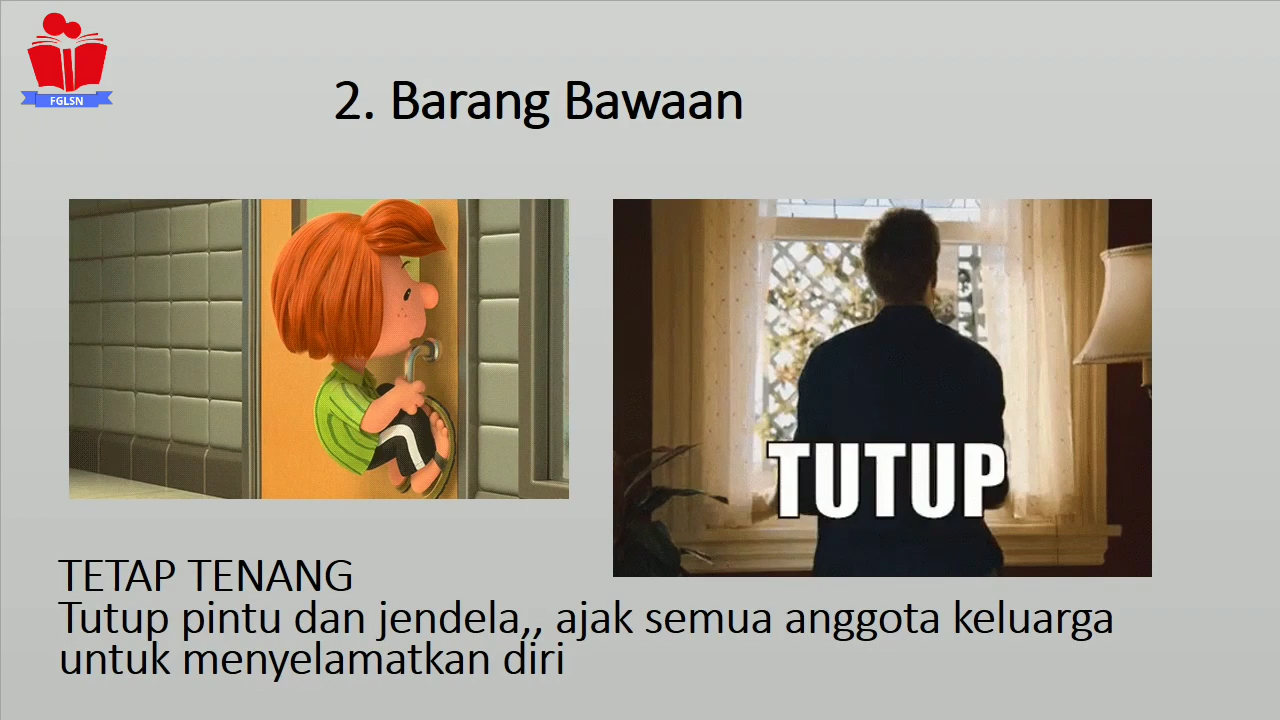 FGLSN
2. Barang Bawaan
TUTUP
TETAP TENANG
Tutup pintu dan jendela,, ajak semua anggota keluarga
untuk menyelamatkan diri